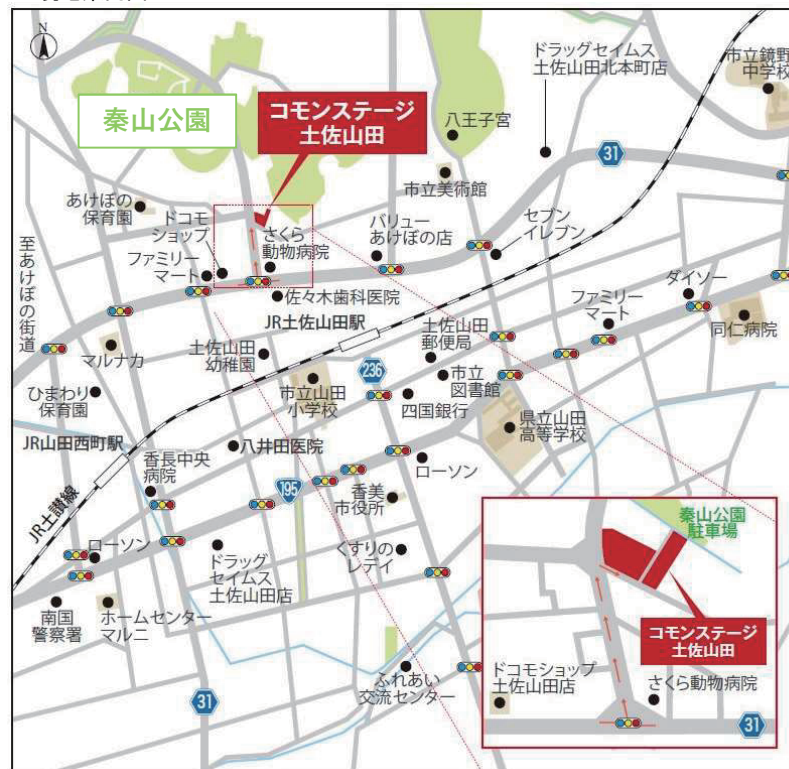 N
秦山公園
コモンステージ
土佐山田
ドラッグセイムス
土佐山田北本町店
市立鏡野
中学校
八王子宮
31
市立美術館
あけぼの
保育園
ドコモ
ショップ
ファミリー
マート
さくら
動物病院
バリュー
あけぼの店
セブン
イレブン
至あけぼの街道
佐々木歯科医院
JR土佐山田駅
ダイソー
ファミリー
マート
同仁病院
マルナカ
土佐山田
幼稚園
土佐山田
郵便局
236
市立
図書館
ひまわり
保育園
市立山田
小学校
四国銀行
県立山田
高等学校
JR山田西町駅
八井田医院
香長中央
病院
195
ローソン
香美
市役所
JR土讃線
ローソン
ドラッグ
セイムス
土佐山田店
くすりの
レデイ
南国
警察署
ホームセンター
マルニ
ふれあい
交流センター
31
秦山公園
駐車場
コモンステージ
土佐山田
ドコモショップ
土佐山田店
さくら動物病院
31